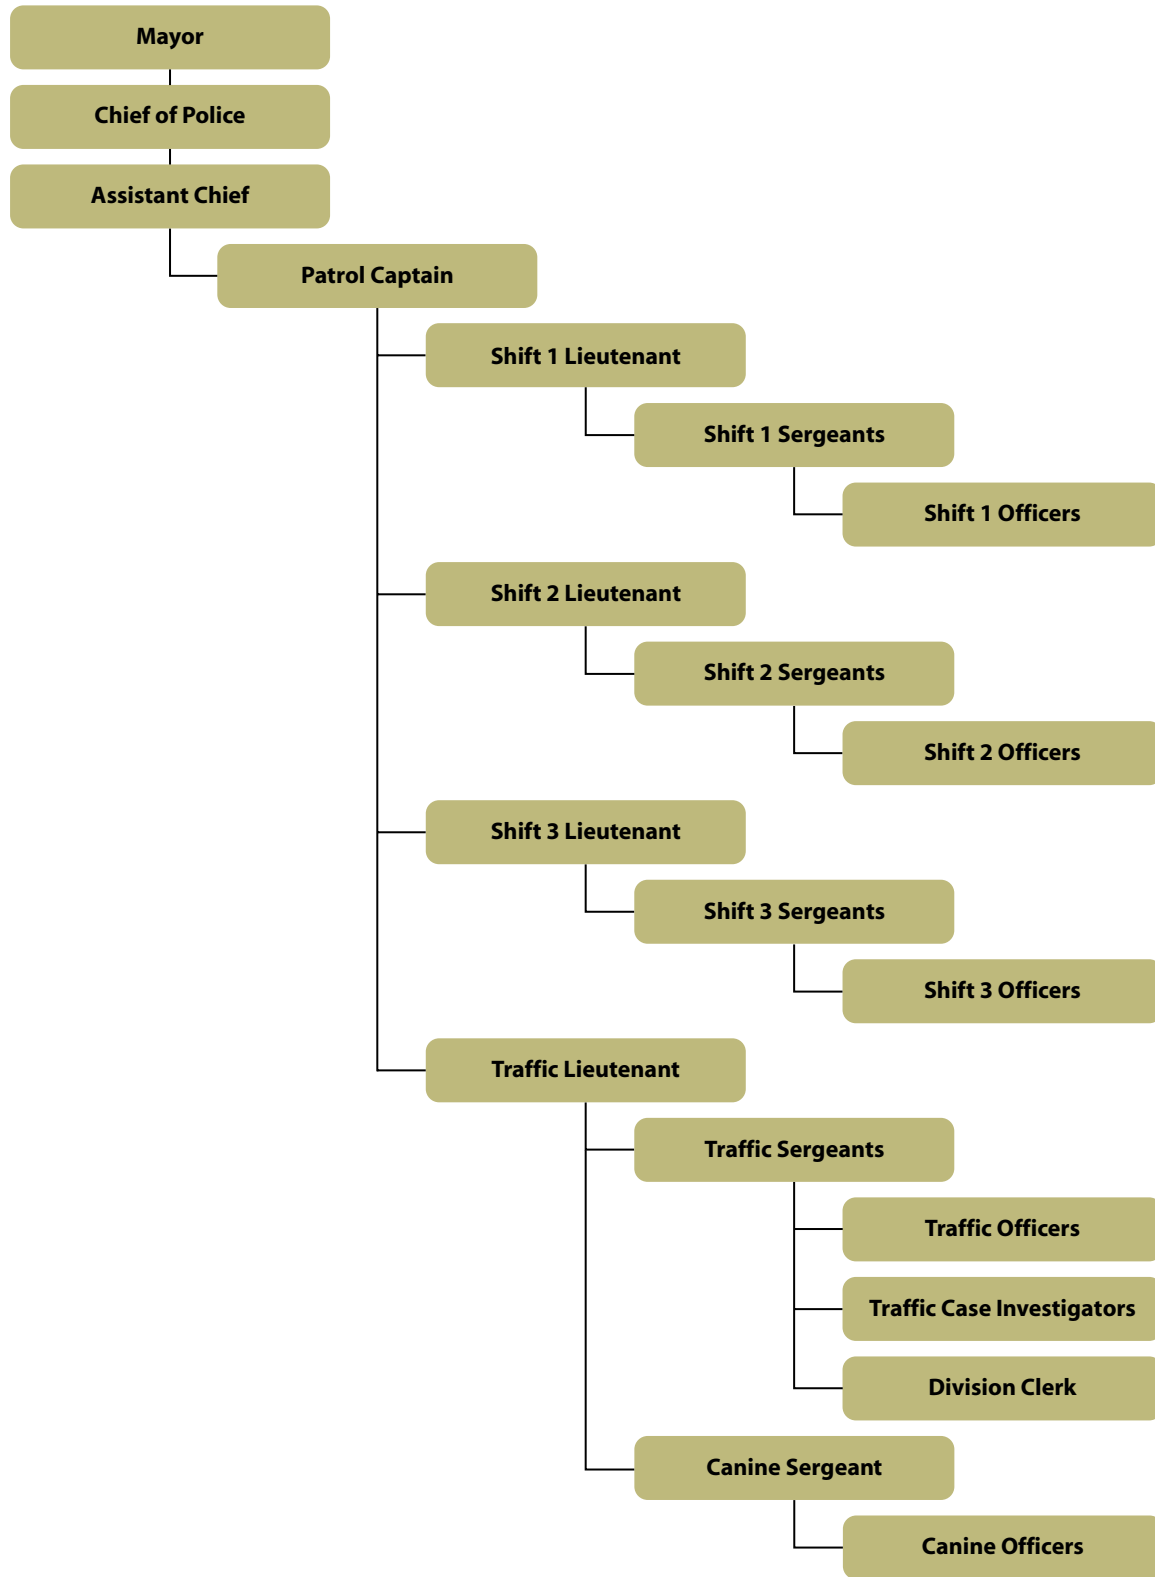 Mayor
Chief of Police
Assistant Chief
Patrol Captain
Shift 1 Lieutenant
Shift 1 Sergeants
Shift 1 Officers
Shift 2 Lieutenant
Shift 2 Sergeants
Shift 2 Officers
Shift 3 Lieutenant
Shift 3 Sergeants
Shift 3 Officers
Traffic Lieutenant
Traffic Sergeants
Traffic Officers
Traffic Case Investigators
Division Clerk
Canine Sergeant
Canine Officers